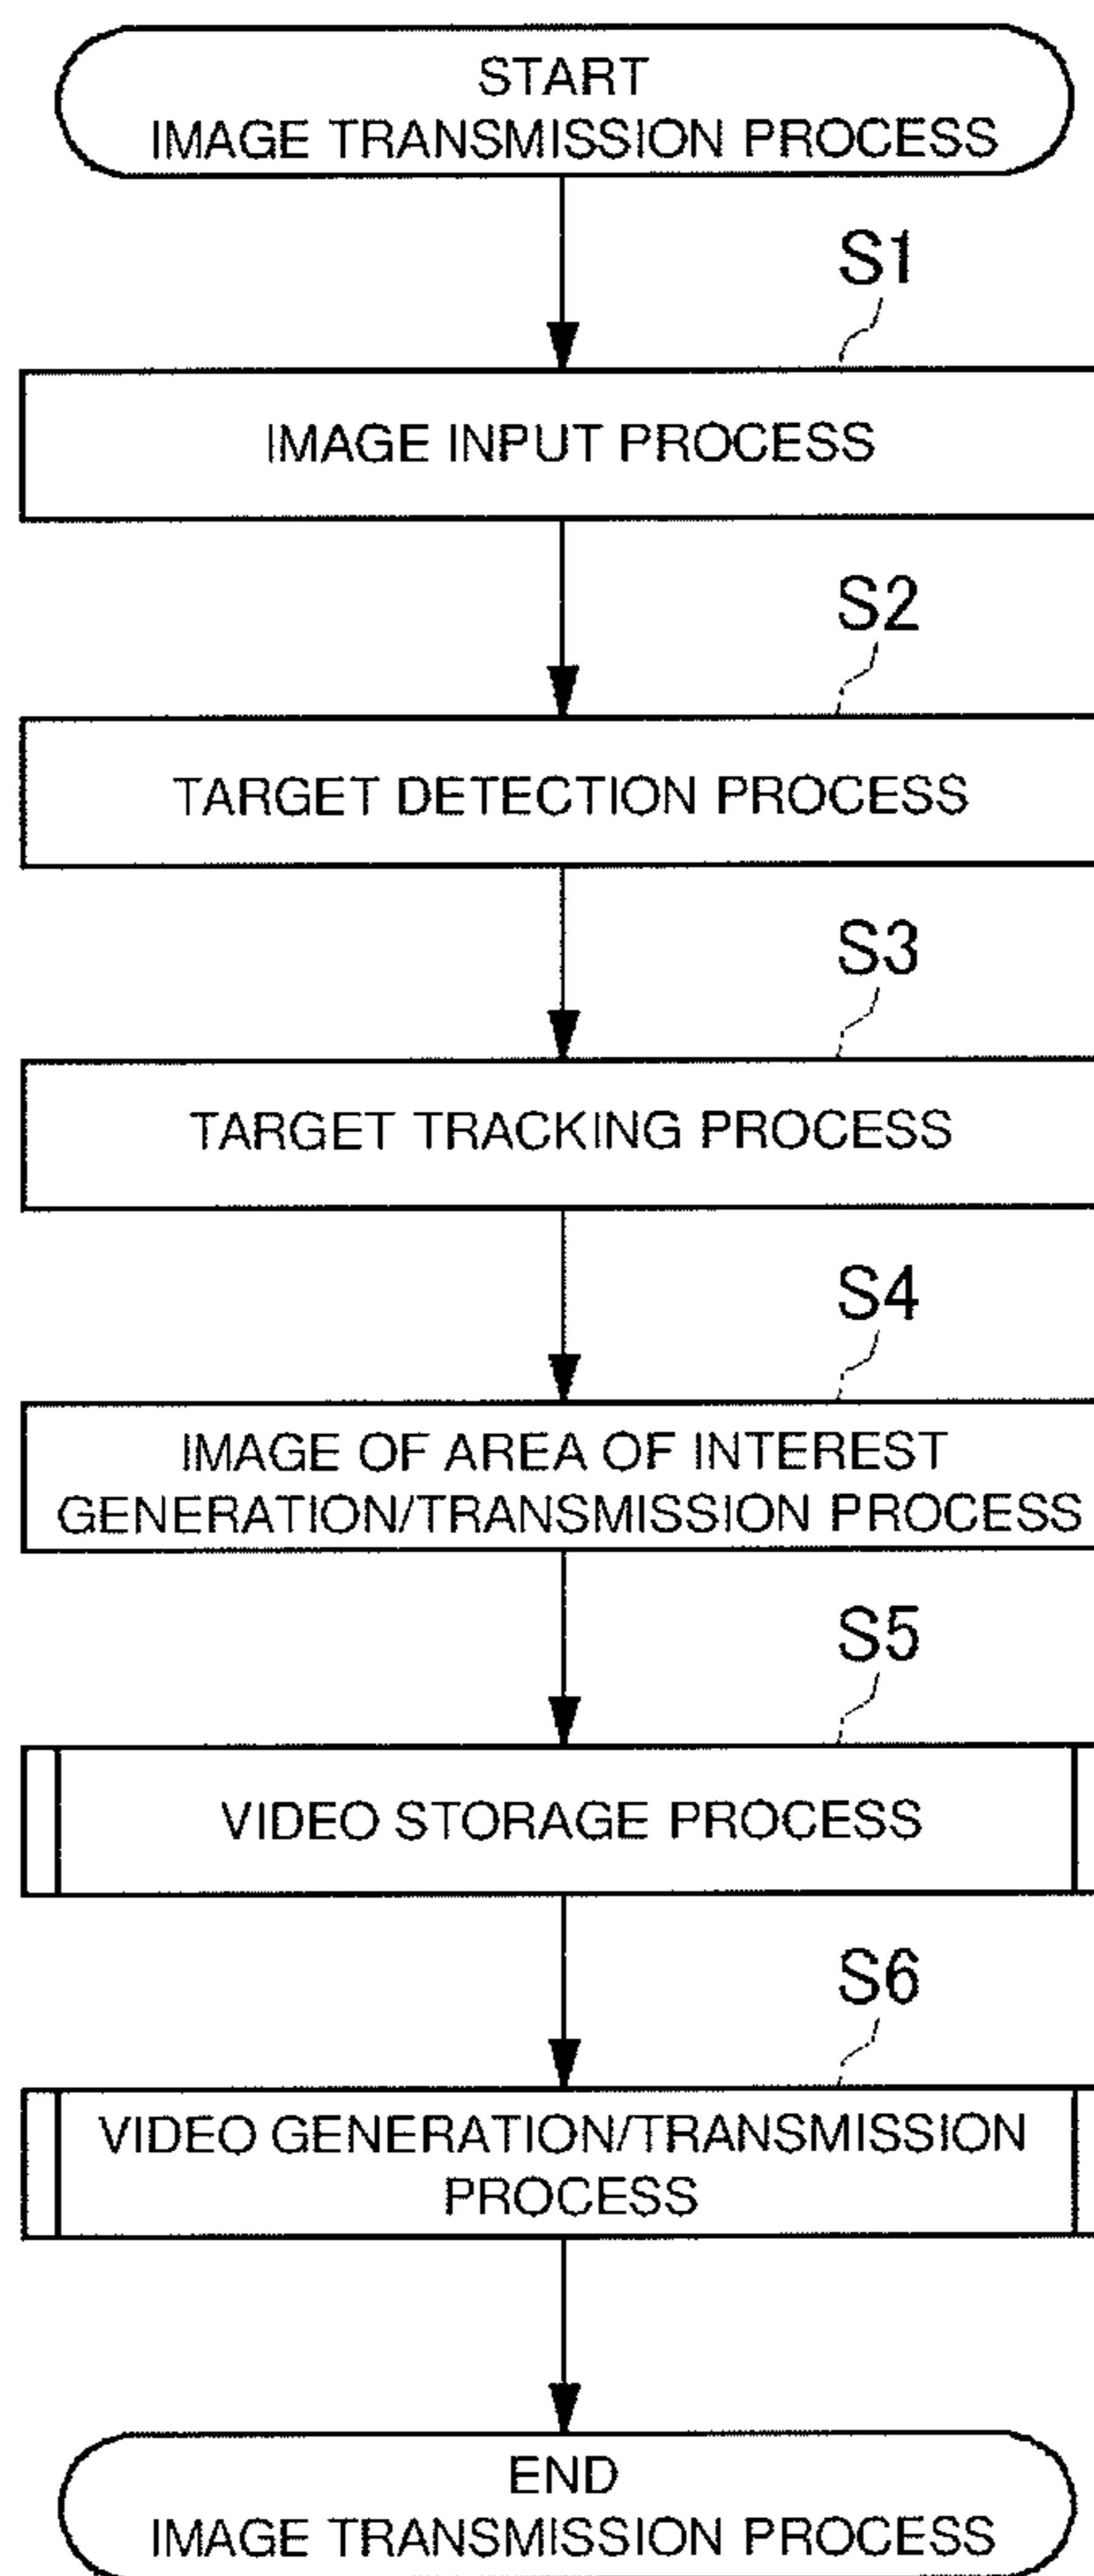 START
IMAGE TRANSMISSION PROCESS
S1
IMAGE INPUT PROCESS
S2
TARGET DETECTION PROCESS
S3
TARGET TRACKING PROCESS
S4
IMAGE OF AREA OF INTEREST
GENERATION/TRANSMISSION PROCESS
S5
VIDEO STORAGE PROCESS
S6
VIDEO GENERATION/TRANSMISSION
PROCESS
END
IMAGE TRANSMISSION PROCESS